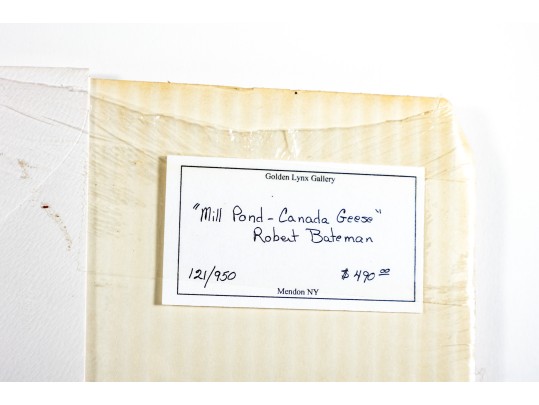 Golden Lynx Gallery
"Mill Pond - Canada Geese"
Robert Bateman
121/950 $490.00
Mendon NY